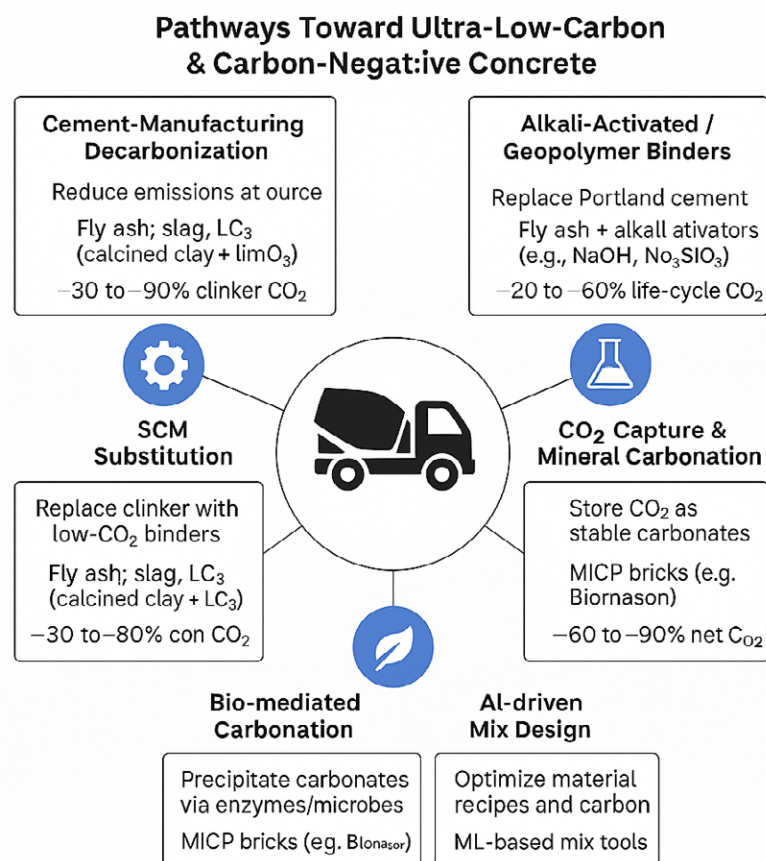 Pathways Toward Ultra-Low-Carbon
& Carbon-Negat:ive Concrete
Cement-Manufacturing
Decarbonization
Reduce emissions at ource
Fly ash; slag, LC₃
(calcined clay + limO₃)
–30 to –90% clinker CO₂
Alkali-Activated /
Geopolymer Binders
Replace Portland cement
Fly ash + alkall ativators
(e.g., NaOH, No₃SIO₃)
–20 to –60% life-cycle CO₂
SCM
Substitution
Replace clinker with
low-CO₂ binders
Fly ash; slag, LC₃
(calcined clay + LC₃)
–30 to –80% con CO₂
CO₂ Capture &
Mineral Carbonation
Store CO₂ as
stable carbonates
MICP bricks (e.g.
Biornason)
–60 to –90% net C₀₂
Bio-mediated
Carbonation
Precipitate carbonates
via enzymes/microbes
MICP bricks (eg. Blonasor)
Al-driven
Mix Design
Optimize material
recipes and carbon
ML-based mix tools